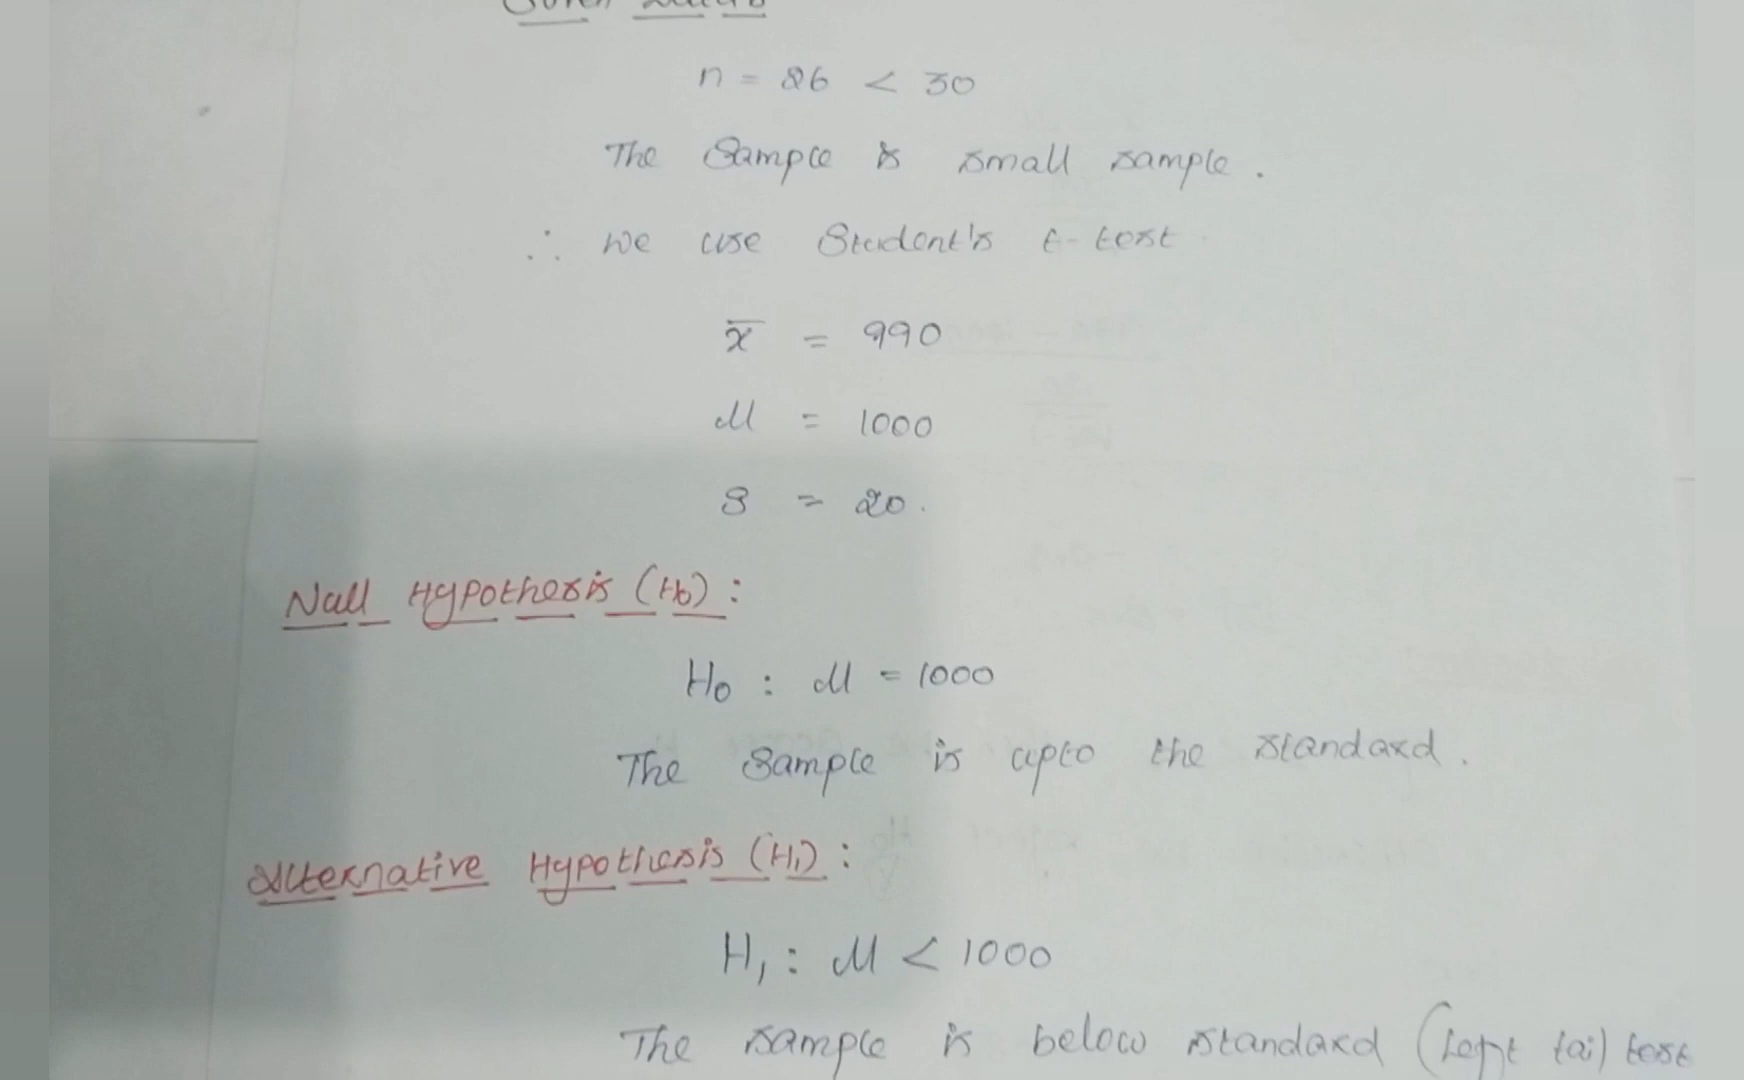 n = 26 < 30
The Sample is small sample.
∴ we use Student's t-test
x̄ = 990
μ = 1000
S = 20.
Null Hypothesis (H₀) :
H₀ : μ = 1000
The Sample is upto the standard.
Alternative Hypothesis (H₁) :
H₁ : μ < 1000
The sample is below standard (Left tail test